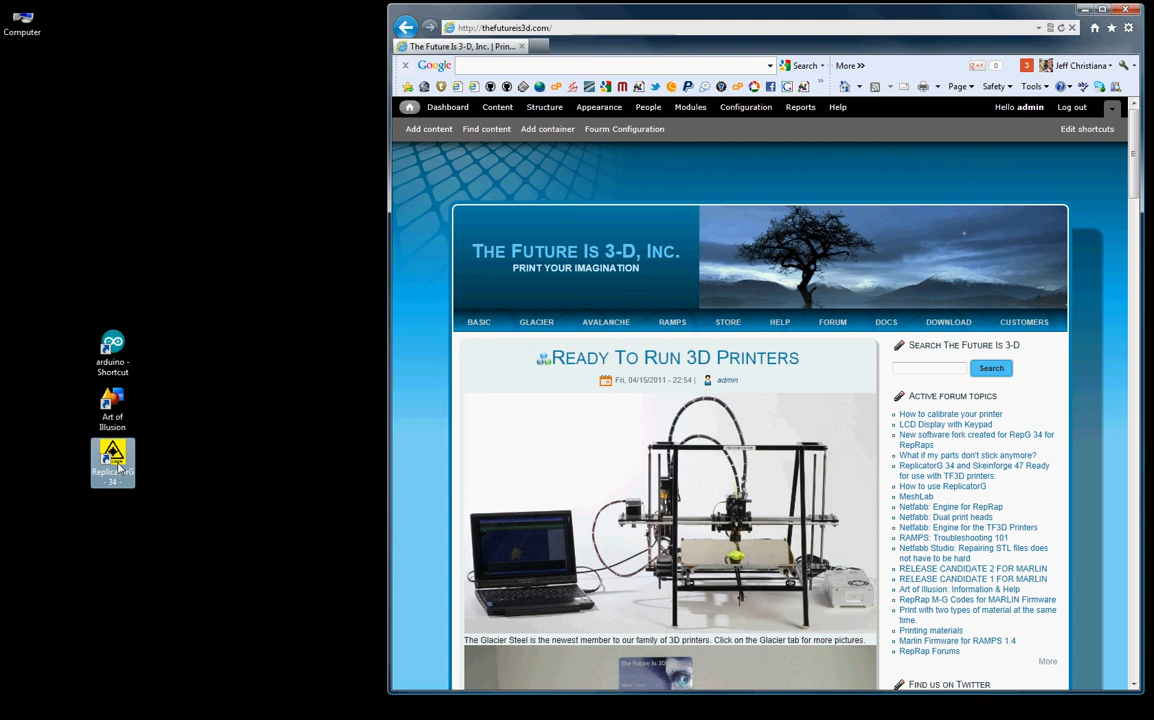 Computer
arduino -
Shortcut
Art of
Illusion
ReplicatorG
- 34 -
http://thefutureis3d.com/
The Future Is 3-D, Inc. | Prin...
Google
Search
More >>
+1 0
3
Jeff Christiana
Page
Safety
Tools
Dashboard Content Structure Appearance People Modules Configuration Reports Help
Hello admin Log out
Add content Find content Add container Fourm Configuration
Edit shortcuts
THE FUTURE IS 3-D, INC.
PRINT YOUR IMAGINATION
BASIC GLACIER AVALANCHE RAMPS STORE HELP FORUM DOCS DOWNLOAD CUSTOMERS
READY TO RUN 3D PRINTERS
Fri, 04/15/2011 - 22:54 | admin
The Glacier Steel is the newest member to our family of 3D printers. Click on the Glacier tab for more pictures.
The Future Is 3D
SEARCH THE FUTURE IS 3-D
Search
ACTIVE FORUM TOPICS
How to calibrate your printer
LCD Display with Keypad
New software fork created for RepG 34 for
RepRaps
What if my parts don't stick anymore?
ReplicatorG 34 and Skeinforge 47 Ready
for use with TF3D printers.
How to use ReplicatorG
MeshLab
Netfabb: Engine for RepRap
Netfabb: Dual print heads
Netfabb: Engine for the TF3D Printers
RAMPS: Troubleshooting 101
Netfabb Studio: Repairing STL files does
not have to be hard
RELEASE CANDIDATE 2 FOR MARLIN
RELEASE CANDIDATE 1 FOR MARLIN
Art of Illusion: Information & Help
RepRap M-G Codes for MARLIN Firmware
Print with two types of material at the same
time.
Printing materials
Marlin Firmware for RAMPS 1.4
RepRap Forums
More
FIND US ON TWITTER